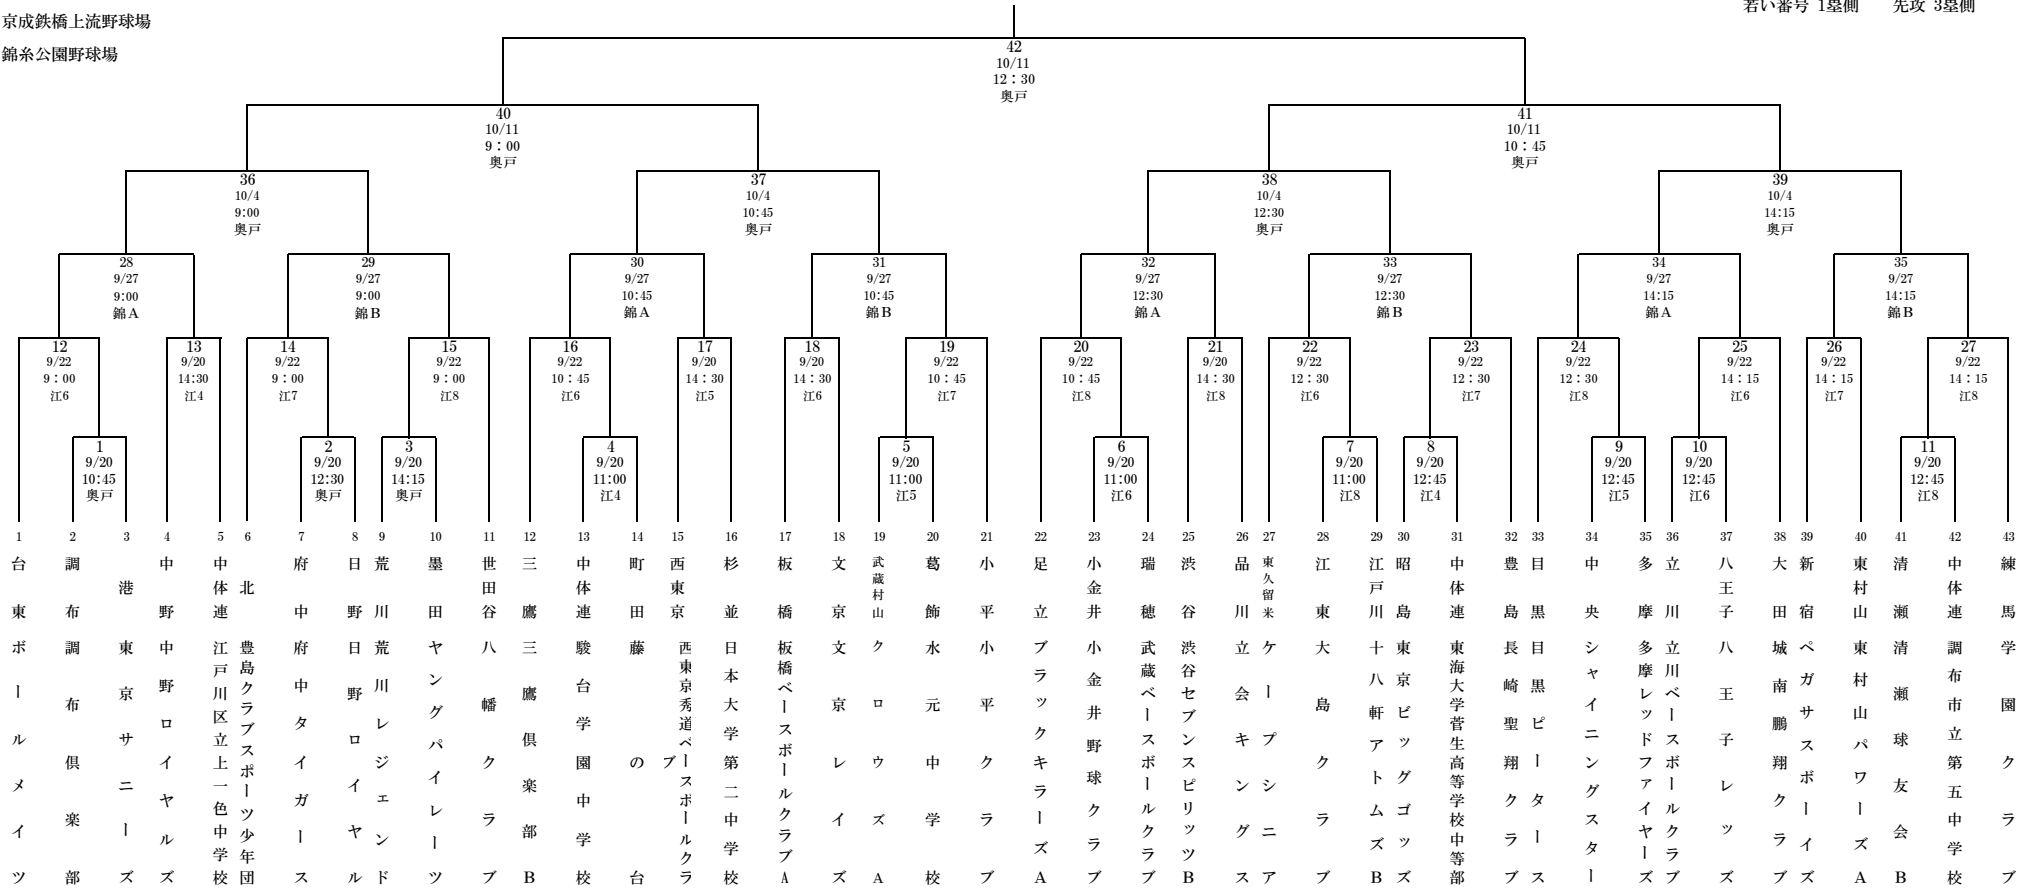 京成鉄橋上流野球場
錦糸公園野球場
若い番号 1塁側 先攻 3塁側
42
10/11
12：30
奥戸
40
10/11
9：00
奥戸
41
10/11
10：45
奥戸
36
10/4
9:00
奥戸
37
10/4
10:45
奥戸
38
10/4
12:30
奥戸
39
10/4
14:15
奥戸
28
9/27
9:00
錦A
29
9/27
9:00
錦B
30
9/27
10:45
錦A
31
9/27
10:45
錦B
32
9/27
12:30
錦A
33
9/27
12:30
錦B
34
9/27
14:15
錦A
35
9/27
14:15
錦B
12
9/22
9：00
江6
13
9/20
14:30
江4
14
9/22
9：00
江7
15
9/22
9：00
江8
16
9/22
10：45
江6
17
9/20
14：30
江5
18
9/20
14：30
江6
19
9/22
10：45
江7
20
9/22
10：45
江8
21
9/20
14：30
江8
22
9/22
12：30
江6
23
9/22
12：30
江7
24
9/22
12：30
江8
25
9/22
14：15
江6
26
9/22
14：15
江7
27
9/22
14：15
江8
1
9/20
10:45
奥戸
2
9/20
12:30
奥戸
3
9/20
14:15
奥戸
4
9/20
11:00
江4
5
9/20
11:00
江5
6
9/20
11:00
江6
7
9/20
11:00
江8
8
9/20
12:45
江4
9
9/20
12:45
江5
10
9/20
12:45
江6
11
9/20
12:45
江8
1 台東 ボールメイツ
2 調布 調布倶楽部
3 港 東京サニーズ
4 中野 中野ロイヤルズ
5 中体連 江戸川区立上一色中学校
6 北 豊島クラブスポーツ少年団
7 府中 府中タイガース
8 日野 日野ロイヤル
9 荒川 荒川レジェンド
10 墨田 ヤングパイレーツ
11 世田谷 八幡クラブ
12 三鷹 三鷹倶楽部B
13 中体連 駿台学園中学校
14 町田 藤の台
15 西東京 西東京秀道ベースボールクラブ
16 杉並 日本大学第二中学校
17 板橋 板橋ベースボールクラブA
18 文京 文京レイズ
19 武蔵村山 クロウズA
20 葛飾 水元中学校
21 小平 小平クラブ
22 足立 ブラックキラーズA
23 小金井 小金井野球クラブ
24 瑞穂 武蔵ベースボールクラブ
25 渋谷 渋谷セブンスピリッツB
26 品川 立会キングス
27 東久留米 ケープシニア
28 江東 大島クラブ
29 江戸川 十八軒アトムズB
30 昭島 東京ビッグゴッズ
31 中体連 東海大学菅生高等学校中等部
32 豊島 長崎聖翔クラブ
33 目黒 目黒ピータース
34 中央 シャイニングスター
35 多摩 多摩レッドファイヤーズ
36 立川 立川ベースボールクラブ
37 八王子 八王子レッズ
38 大田 城南鵬翔クラブ
39 新宿 ペガサスボーイズ
40 東村山 東村山パワーズA
41 清瀬 清瀬球友会B
42 中体連 調布市立第五中学校
43 練馬 学園クラブ